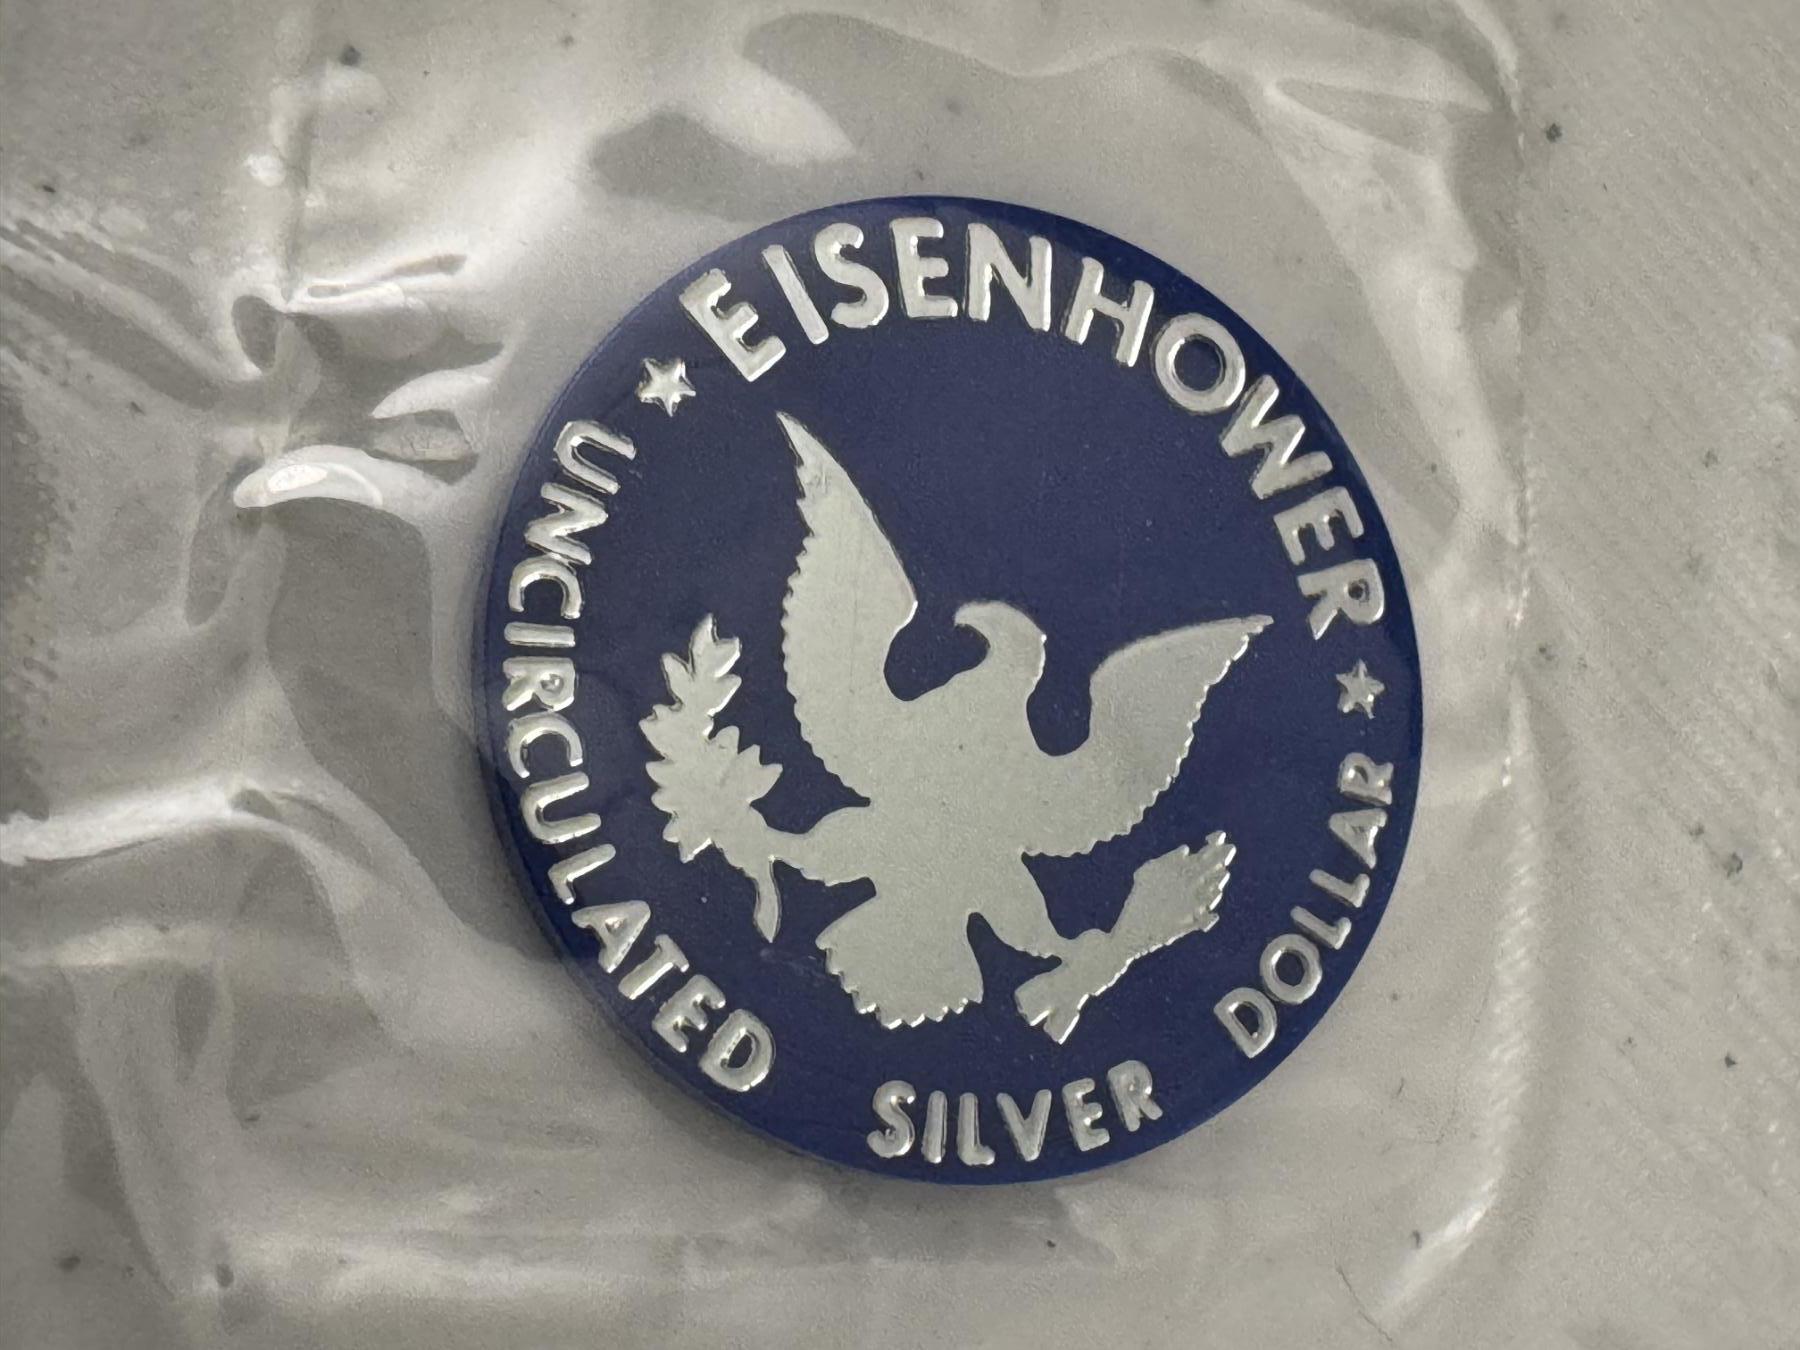 ★ EISENHOWER ★
UNCIRCULATED SILVER DOLLAR